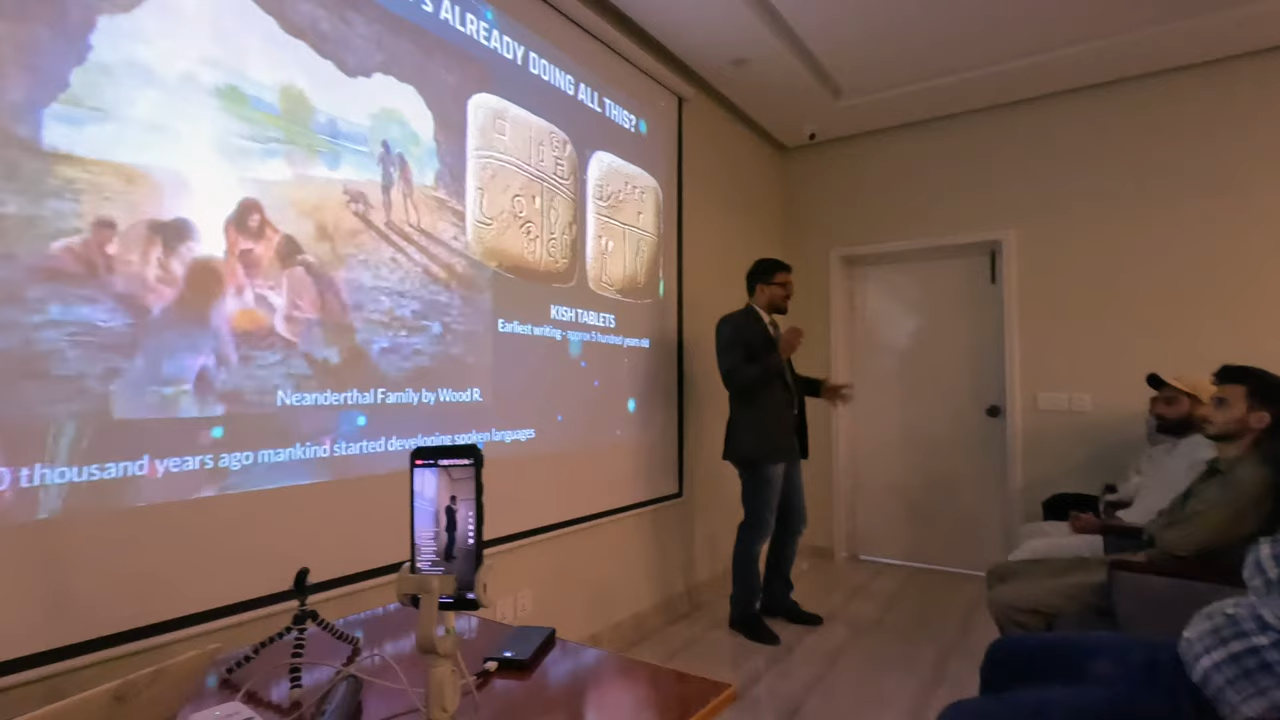 ALREADY DOING ALL THIS?
KISH TABLETS
Earliest writing - approx 5 hundred years old
Neanderthal Family by Wood R.
0 thousand years ago mankind started developing spoken languages